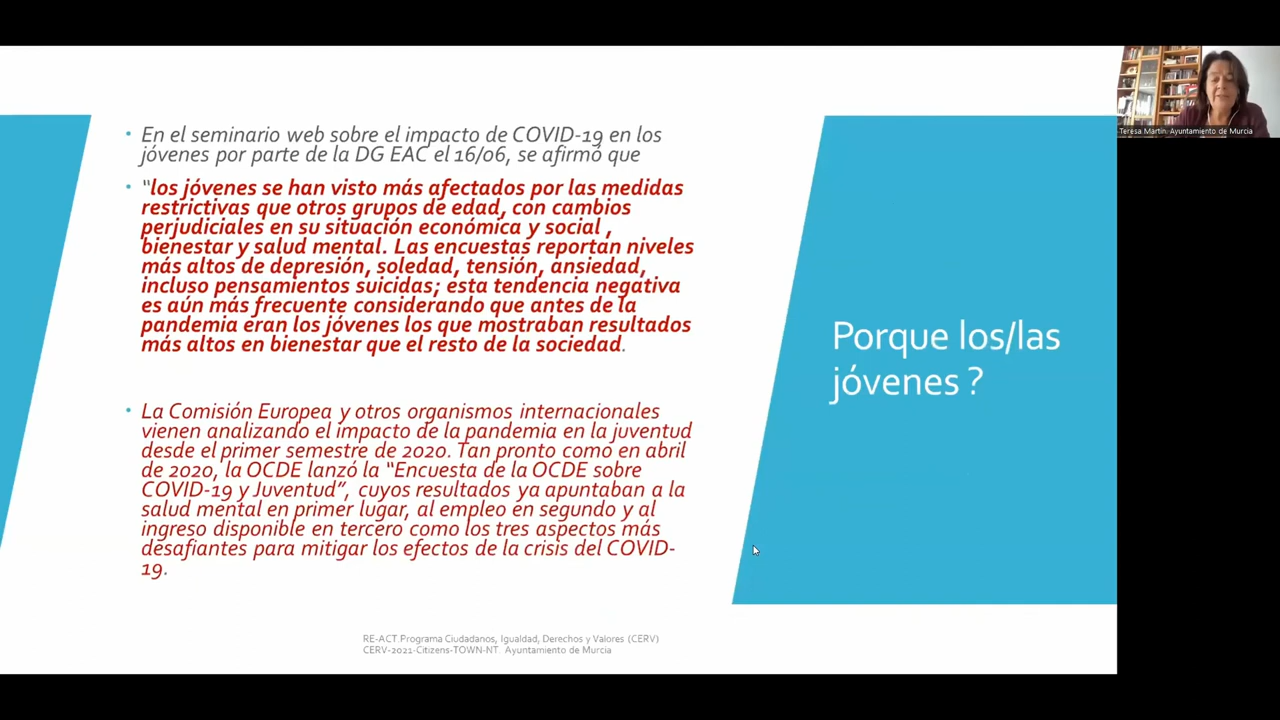 • En el seminario web sobre el impacto de COVID-19 en los
jóvenes por parte de la DG EAC el 16/06, se afirmó que
• “los jóvenes se han visto más afectados por las medidas
restrictivas que otros grupos de edad, con cambios
perjudiciales en su situación económica y social ,
bienestar y salud mental. Las encuestas reportan niveles
más altos de depresión, soledad, tensión, ansiedad,
incluso pensamientos suicidas; esta tendencia negativa
es aún más frecuente considerando que antes de la
pandemia eran los jóvenes los que mostraban resultados
más altos en bienestar que el resto de la sociedad.
• La Comisión Europea y otros organismos internacionales
vienen analizando el impacto de la pandemia en la juventud
desde el primer semestre de 2020. Tan pronto como en abril
de 2020, la OCDE lanzó la “Encuesta de la OCDE sobre
COVID-19 y Juventud”, cuyos resultados ya apuntaban a la
salud mental en primer lugar, al empleo en segundo y al
ingreso disponible en tercero como los tres aspectos más
desafiantes para mitigar los efectos de la crisis del COVID-
19.
Porque los/las
jóvenes ?
RE-ACT.Programa Ciudadanos, Igualdad, Derechos y Valores (CERV)
CERV-2021-Citizens-TOWN-NT. Ayuntamiento de Murcia
Teresa Martín. Ayuntamiento de Murcia